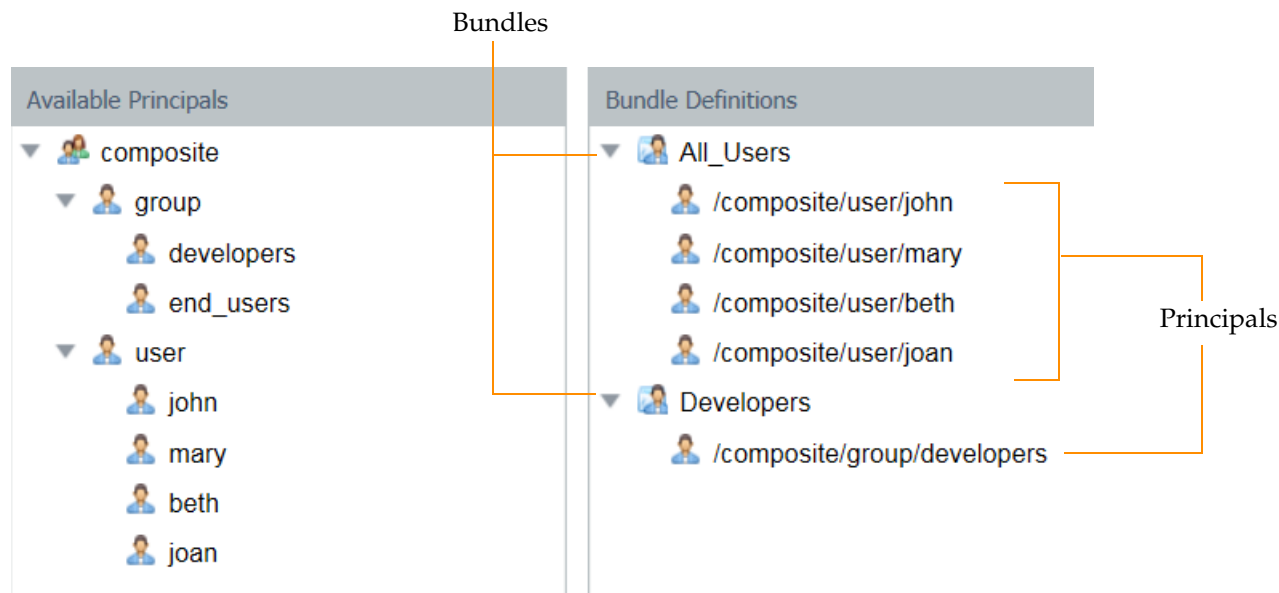 Bundles
Available Principals
composite
group
developers
end_users
user
john
mary
beth
joan
Bundle Definitions
All_Users
/composite/user/john
/composite/user/mary
/composite/user/beth
/composite/user/joan
Developers
/composite/group/developers
Principals